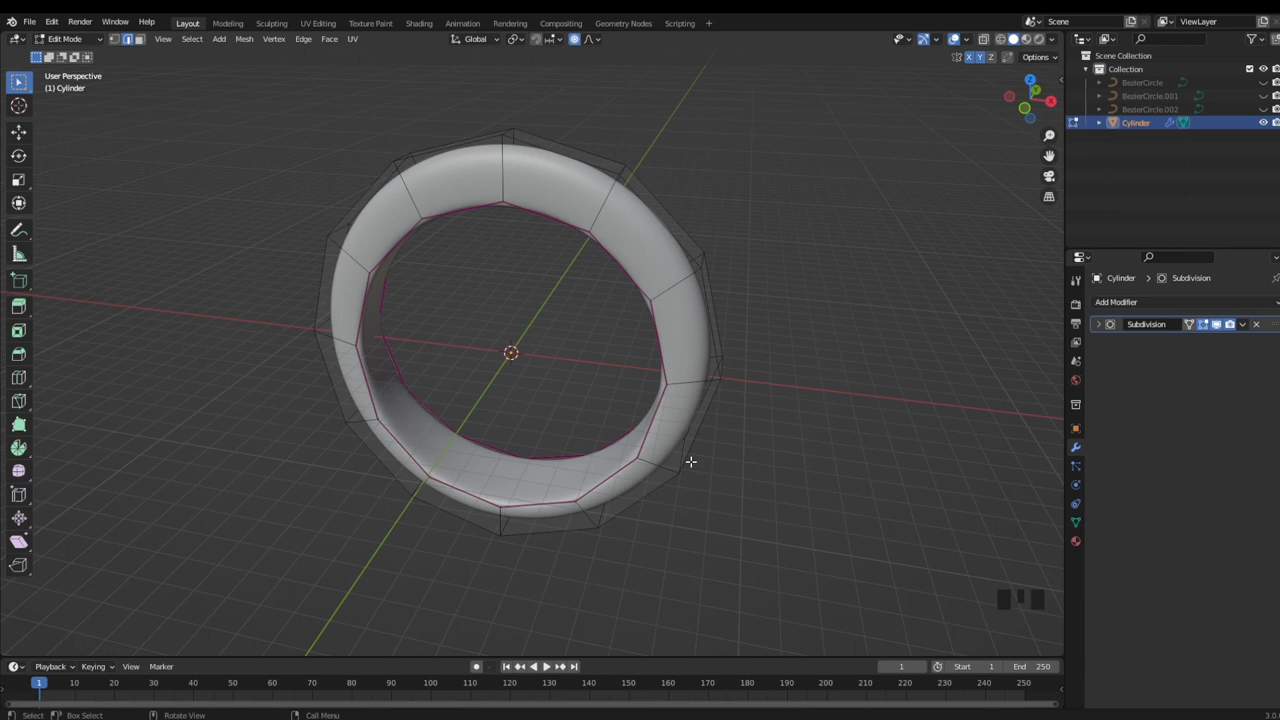 File Edit Render Window Help Layout Modeling Sculpting UV Editing Texture Paint Shading Animation Rendering Compositing Geometry Nodes Scripting + Scene ViewLayer
Edit Mode View Select Add Mesh Vertex Edge Face UV Global
X Y Z Options
User Perspective
(1) Cylinder
Z
Y
X
Scene Collection
Collection
BezierCircle
BezierCircle.001
BezierCircle.002
Cylinder
Cylinder > Subdivision
Add Modifier
Subdivision
Playback Keying View Marker 1 Start 1 End 250
1 10 20 30 40 50 60 70 80 90 100 110 120 130 140 150 160 170 180 190 200 210 220 230 240 250
Select Box Select Rotate View Call Menu 3.0